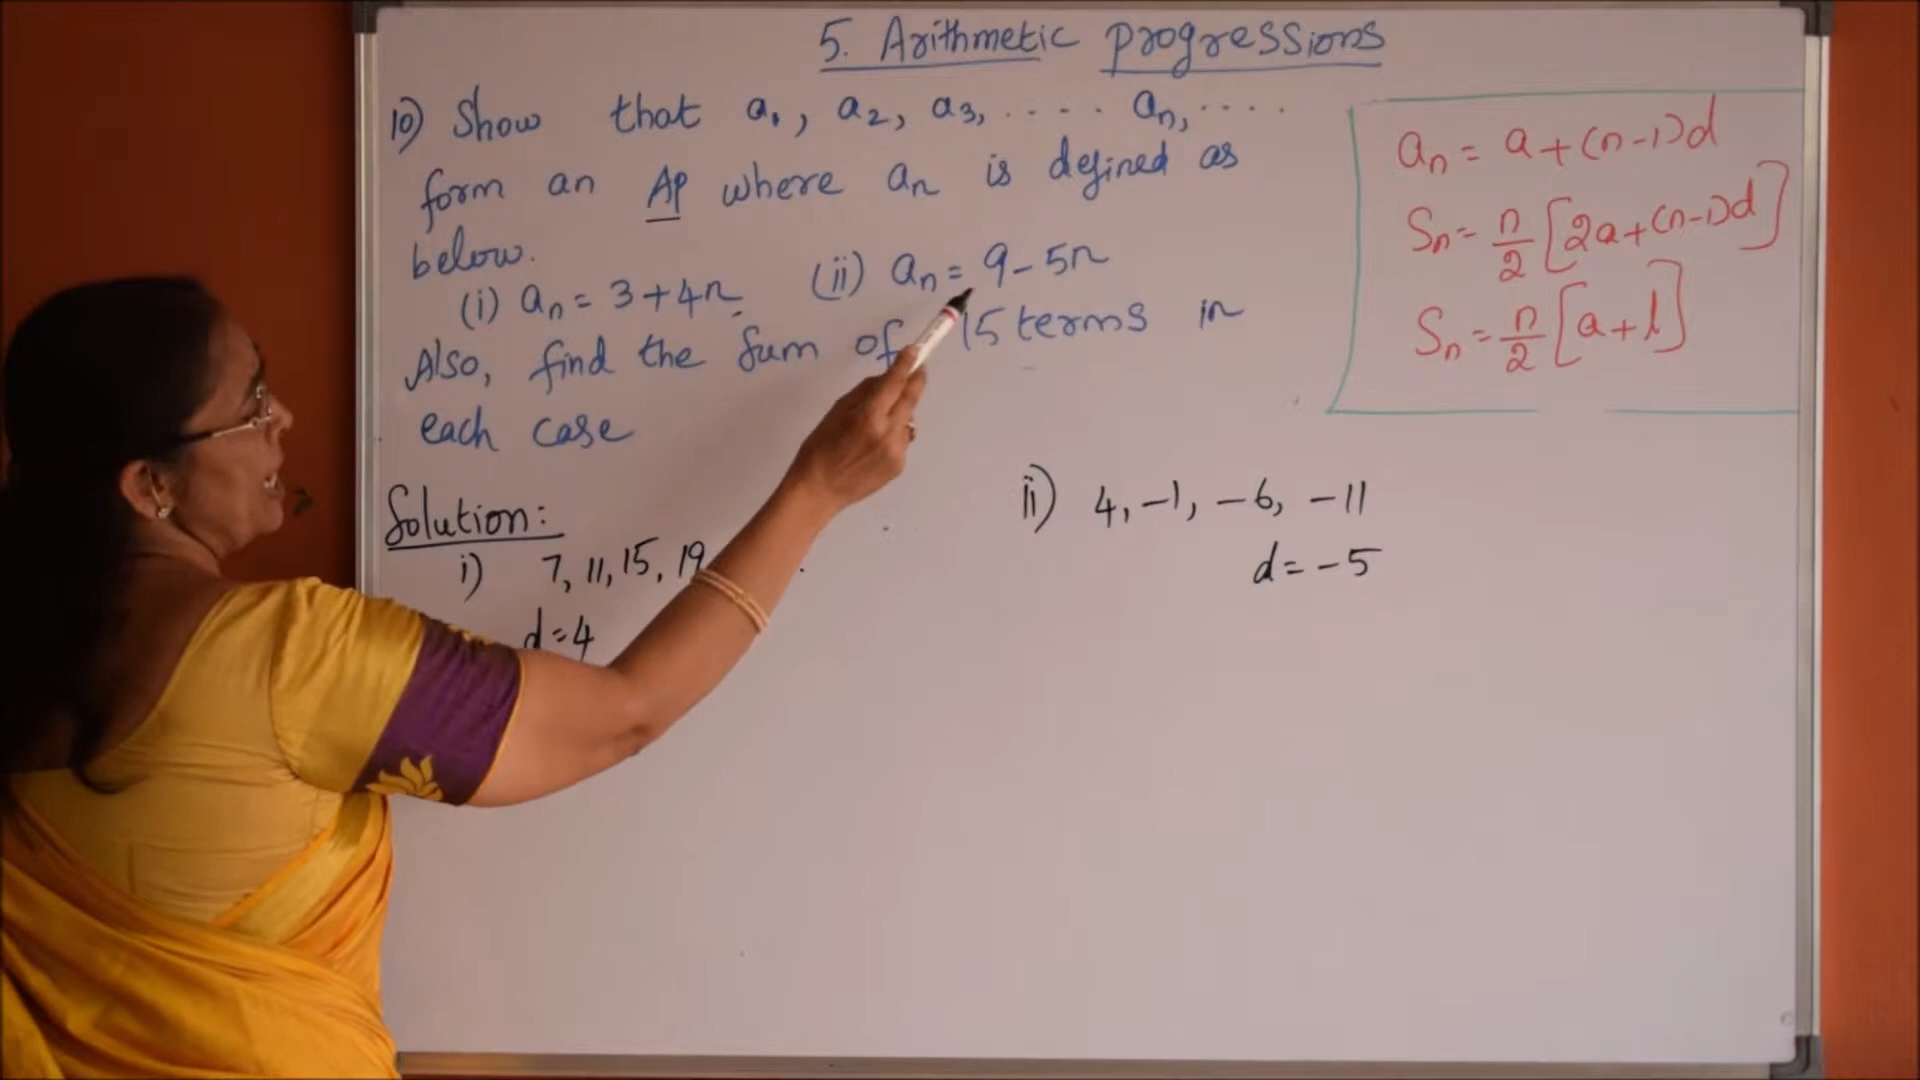 5. Arithmetic progressions
10) Show that a₁, a₂, a₃, ..... aₙ, ....
form an AP where aₙ is defined as
below.
(i) aₙ = 3+4n (ii) aₙ = 9-5n
Also, find the Sum of 15 terms in
each case
aₙ = a+(n-1)d
Sₙ = n/2 [2a+(n-1)d]
Sₙ = n/2 [a+l]
Solution:
i) 7, 11, 15, 19
d=4
ii) 4, -1, -6, -11
d = -5